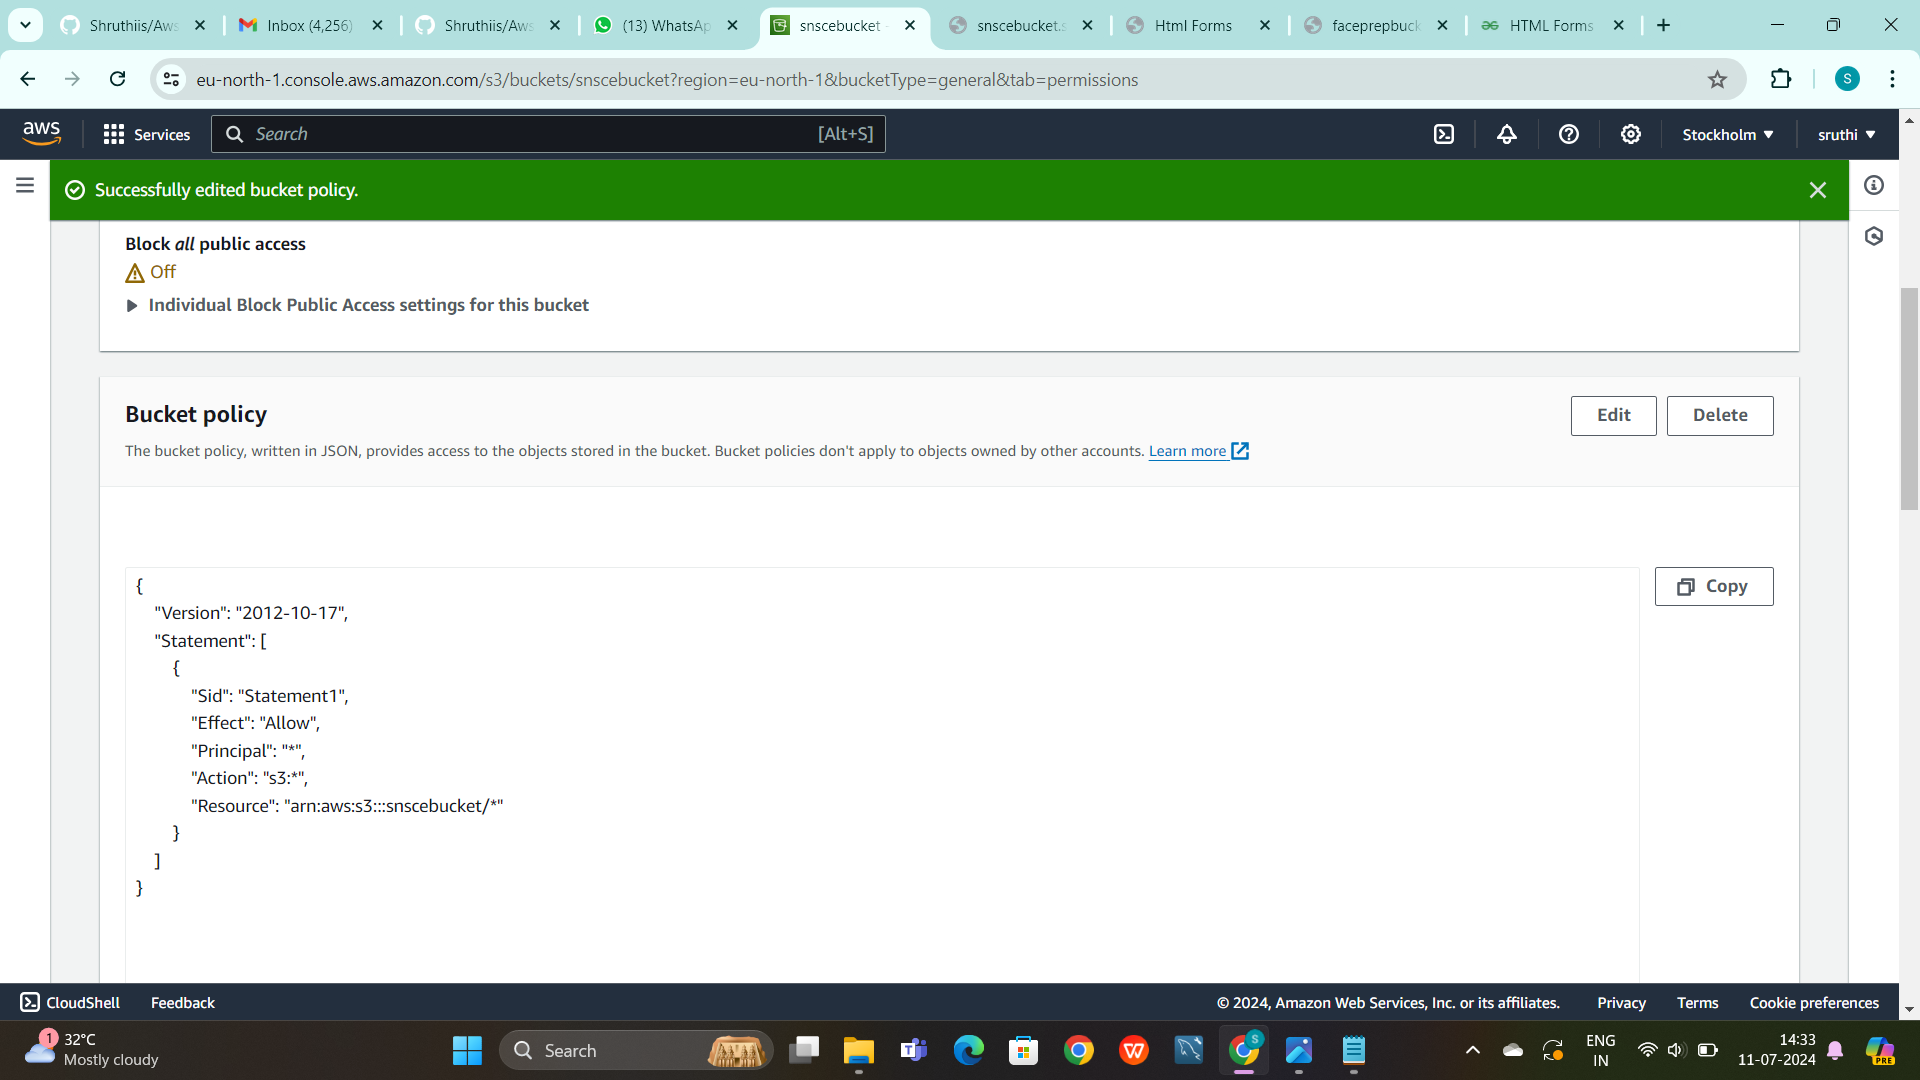 Shruthiis/Aws
Inbox (4,256)
Shruthiis/Aws
(13) WhatsAp
snscebucket -
snscebucket.s
Html Forms
faceprepbuck
HTML Forms
eu-north-1.console.aws.amazon.com/s3/buckets/snscebucket?region=eu-north-1&bucketType=general&tab=permissions
S
aws
Services
Search
[Alt+S]
Stockholm
sruthi
Successfully edited bucket policy.
Block all public access
Off
Individual Block Public Access settings for this bucket
Bucket policy
Edit
Delete
The bucket policy, written in JSON, provides access to the objects stored in the bucket. Bucket policies don't apply to objects owned by other accounts. Learn more
Copy
{
"Version": "2012-10-17",
"Statement": [
{
"Sid": "Statement1",
"Effect": "Allow",
"Principal": "*",
"Action": "s3:*",
"Resource": "arn:aws:s3:::snscebucket/*"
}
]
}
CloudShell
Feedback
© 2024, Amazon Web Services, Inc. or its affiliates.
Privacy
Terms
Cookie preferences
1
32°C
Mostly cloudy
Search
S
ENG
IN
14:33
11-07-2024
PRE